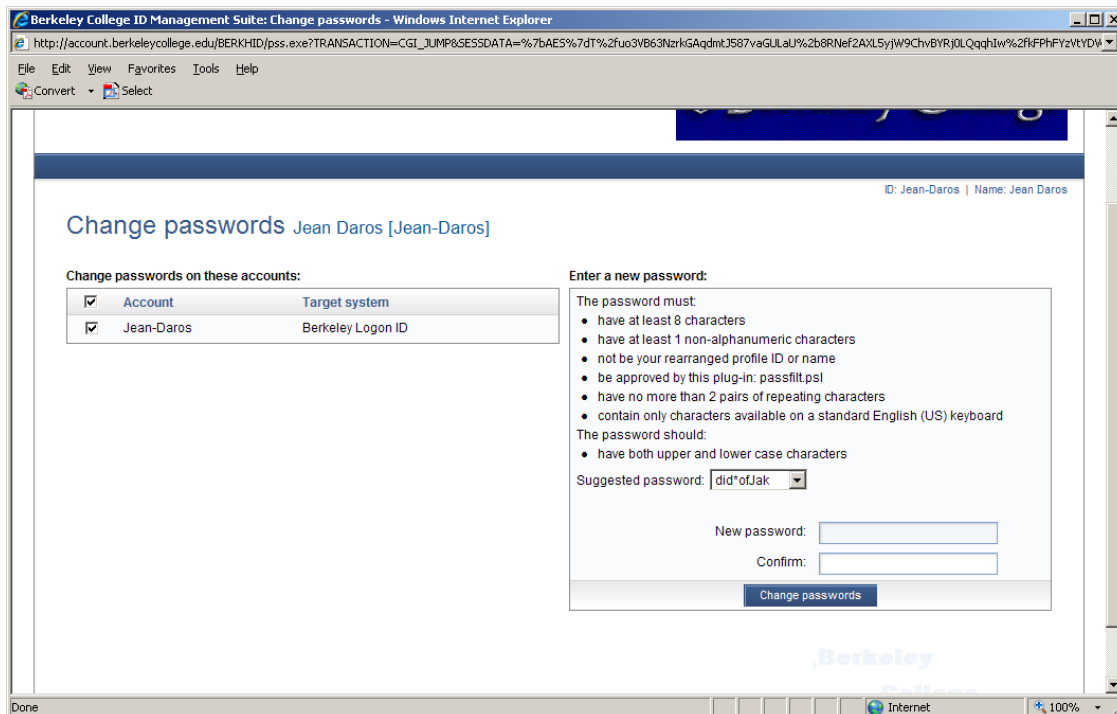 Berkeley College ID Management Suite: Change passwords - Windows Internet Explorer
http://account.berkeleycollege.edu/BERKHID/pss.exe?TRANSACTION=CGI_JUMP&SESSDATA=%7bAES%7dT%2fuo3VB63NzrkGAqdmtJ587vaGULaU%2b8RNef2AXL5yjW9ChvBYRj0LQqqhIw%2fkFPhFYzVtYDV
File Edit View Favorites Tools Help
Convert Select
ID: Jean-Daros | Name: Jean Daros
Change passwords Jean Daros [Jean-Daros]
Change passwords on these accounts:
Account Target system
Jean-Daros Berkeley Logon ID
Enter a new password:
The password must:
• have at least 8 characters
• have at least 1 non-alphanumeric characters
• not be your rearranged profile ID or name
• be approved by this plug-in: passfilt.psl
• have no more than 2 pairs of repeating characters
• contain only characters available on a standard English (US) keyboard
The password should:
• have both upper and lower case characters
Suggested password: did*ofJak
New password:
Confirm:
Change passwords
Berkeley
College
Done Internet 100%